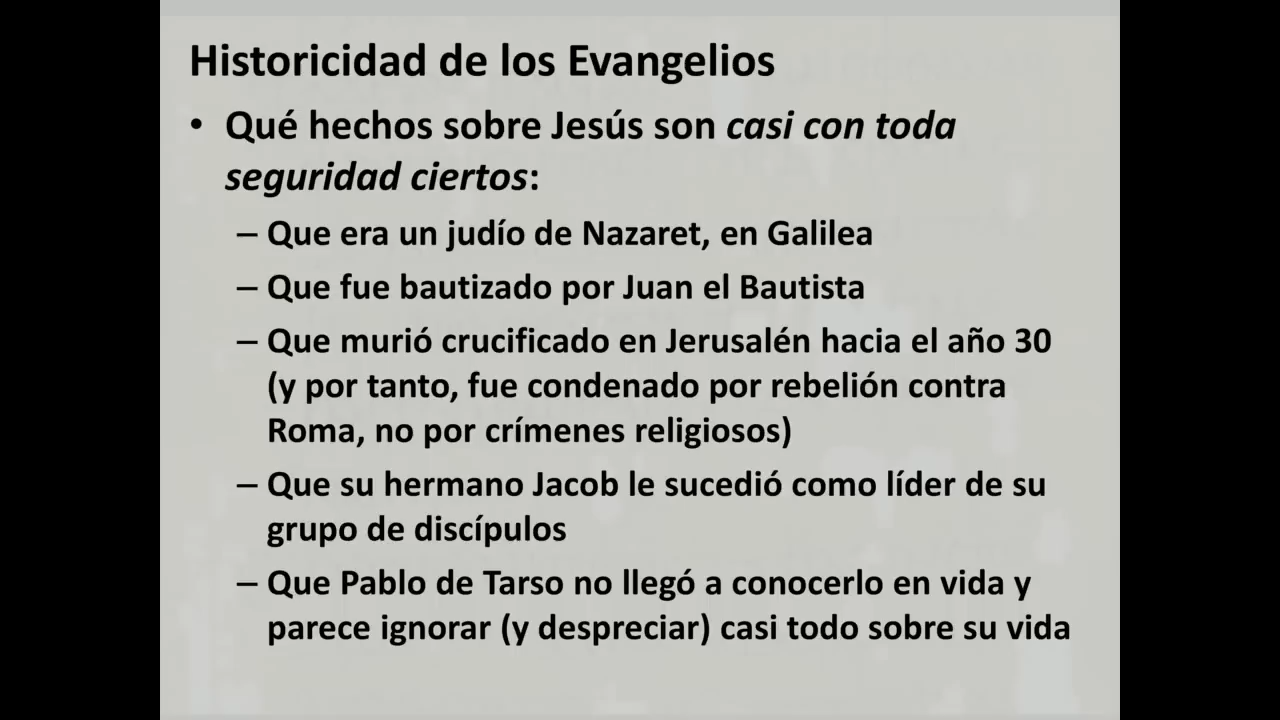 Historicidad de los Evangelios
• Qué hechos sobre Jesús son casi con toda
seguridad ciertos:
– Que era un judío de Nazaret, en Galilea
– Que fue bautizado por Juan el Bautista
– Que murió crucificado en Jerusalén hacia el año 30
(y por tanto, fue condenado por rebelión contra
Roma, no por crímenes religiosos)
– Que su hermano Jacob le sucedió como líder de su
grupo de discípulos
– Que Pablo de Tarso no llegó a conocerlo en vida y
parece ignorar (y despreciar) casi todo sobre su vida